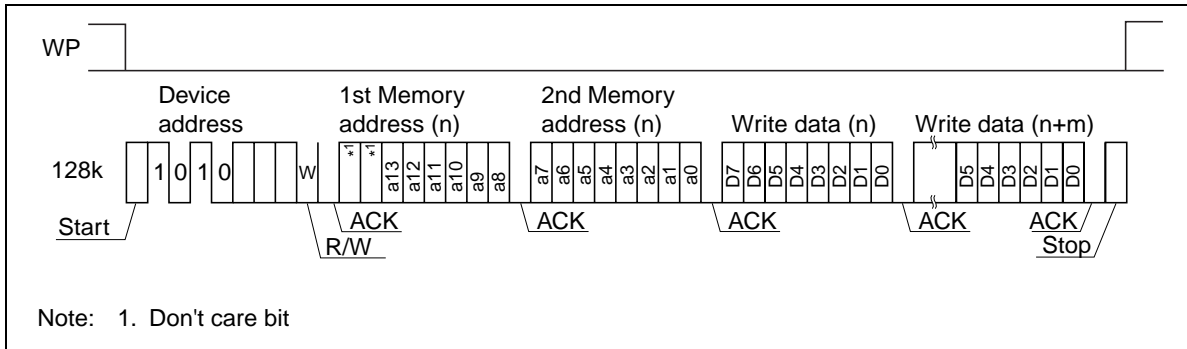 WP
Device address
1st Memory address (n)
2nd Memory address (n)
Write data (n)
Write data (n+m)
128k
1 0 1 0
W
*1 *1 a13 a12 a11 a10 a9 a8
a7 a6 a5 a4 a3 a2 a1 a0
D7 D6 D5 D4 D3 D2 D1 D0
D5 D4 D3 D2 D1 D0
Start
R/W
ACK
ACK
ACK
ACK
ACK
Stop
Note: 1. Don't care bit